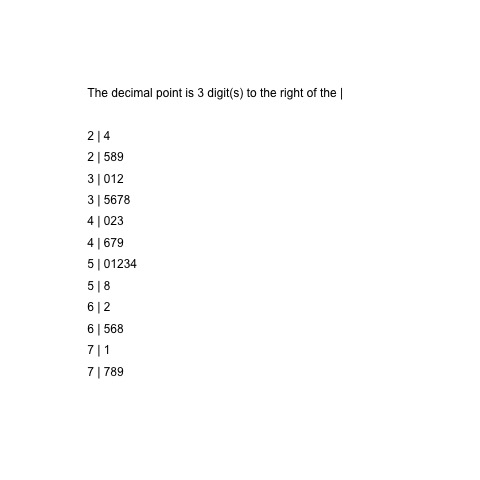 The decimal point is 3 digit(s) to the right of the |
2 | 4
2 | 589
3 | 012
3 | 5678
4 | 023
4 | 679
5 | 01234
5 | 8
6 | 2
6 | 568
7 | 1
7 | 789